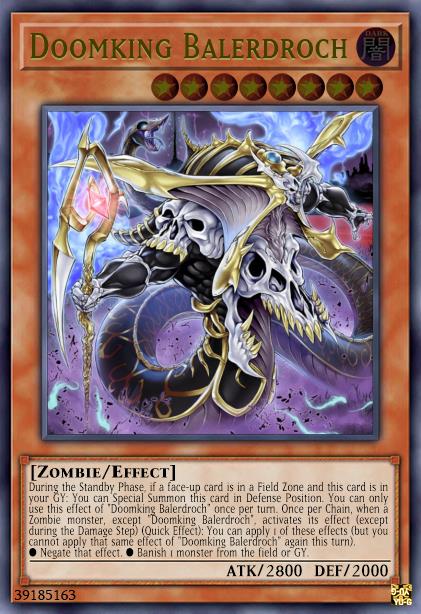 Doomking Balerdroch
DARK
闇
[Zombie/Effect]
During the Standby Phase, if a face-up card is in a Field Zone and this card is in
your GY: You can Special Summon this card in Defense Position. You can only
use this effect of "Doomking Balerdroch" once per turn. Once per Chain, when a
Zombie monster, except "Doomking Balerdroch", activates its effect (except
during the Damage Step) (Quick Effect): You can apply 1 of these effects (but you
cannot apply that same effect of "Doomking Balerdroch" again this turn).
● Negate that effect. ● Banish 1 monster from the field or GY.
ATK/2800 DEF/2000
39185163